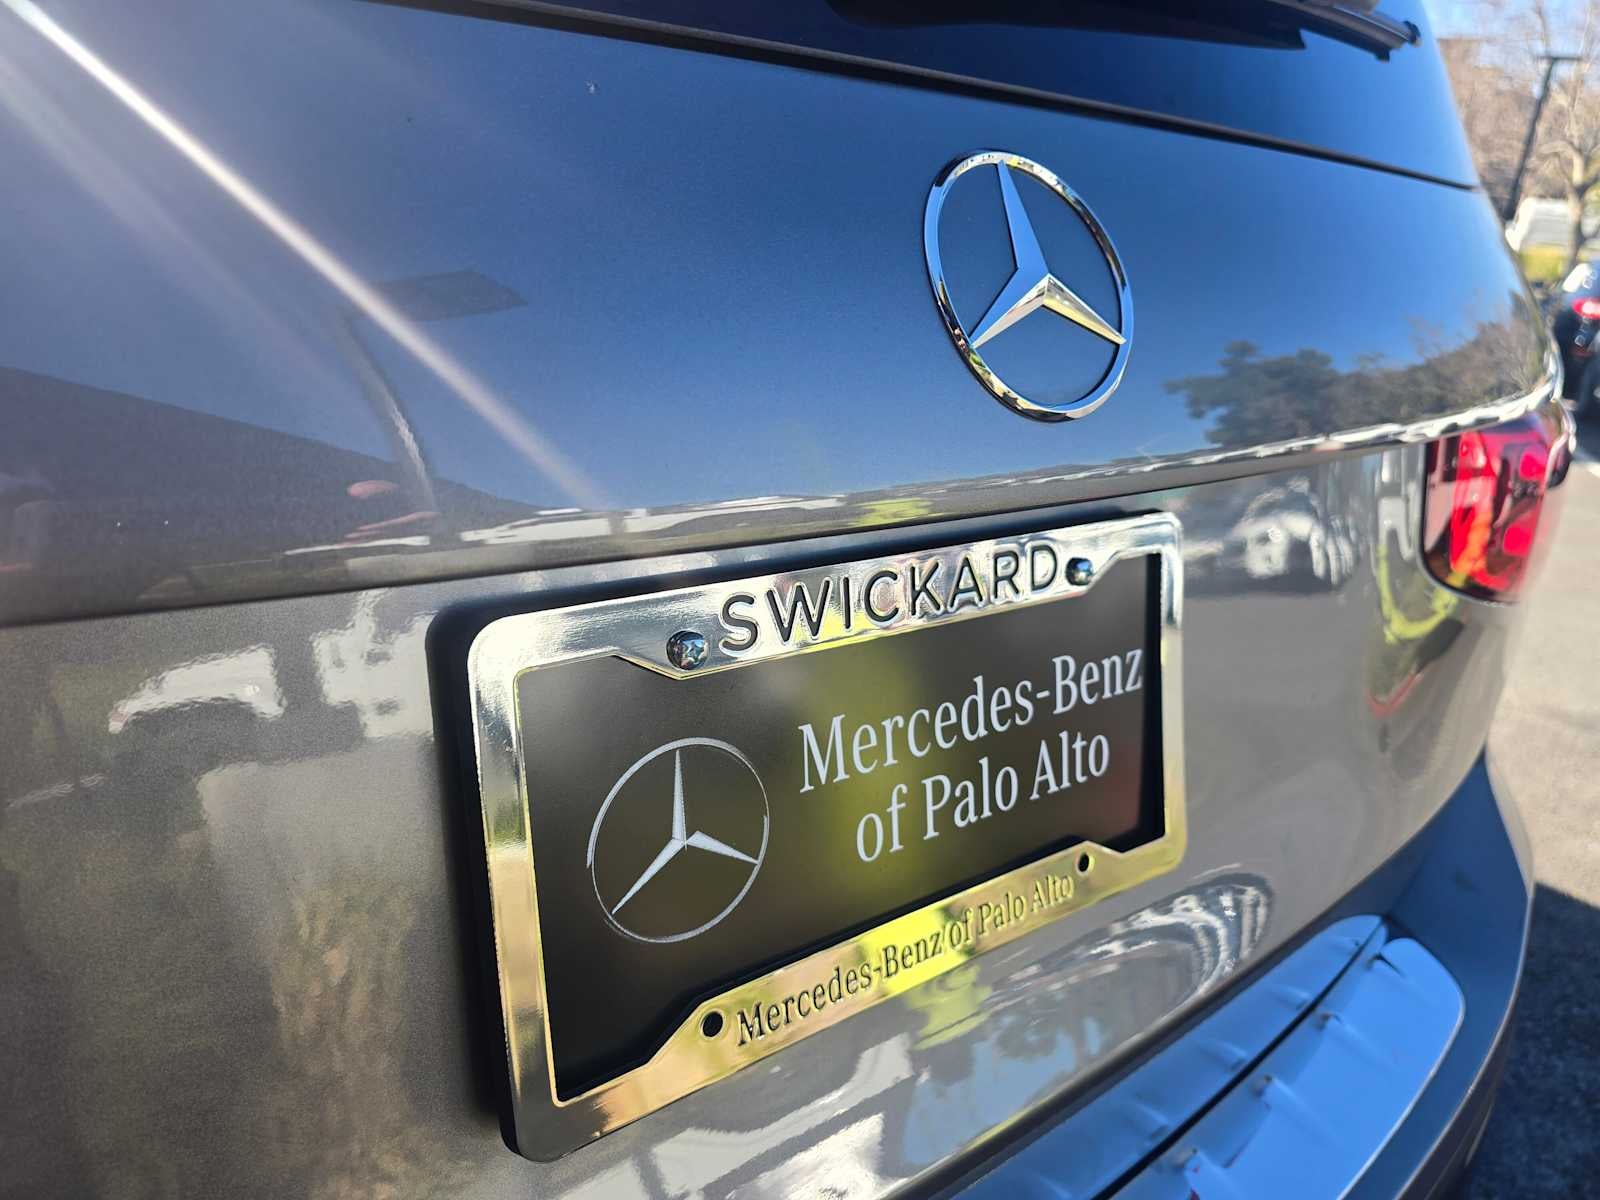 SWICKARD
Mercedes-Benz
of Palo Alto
Mercedes-Benz of Palo Alto